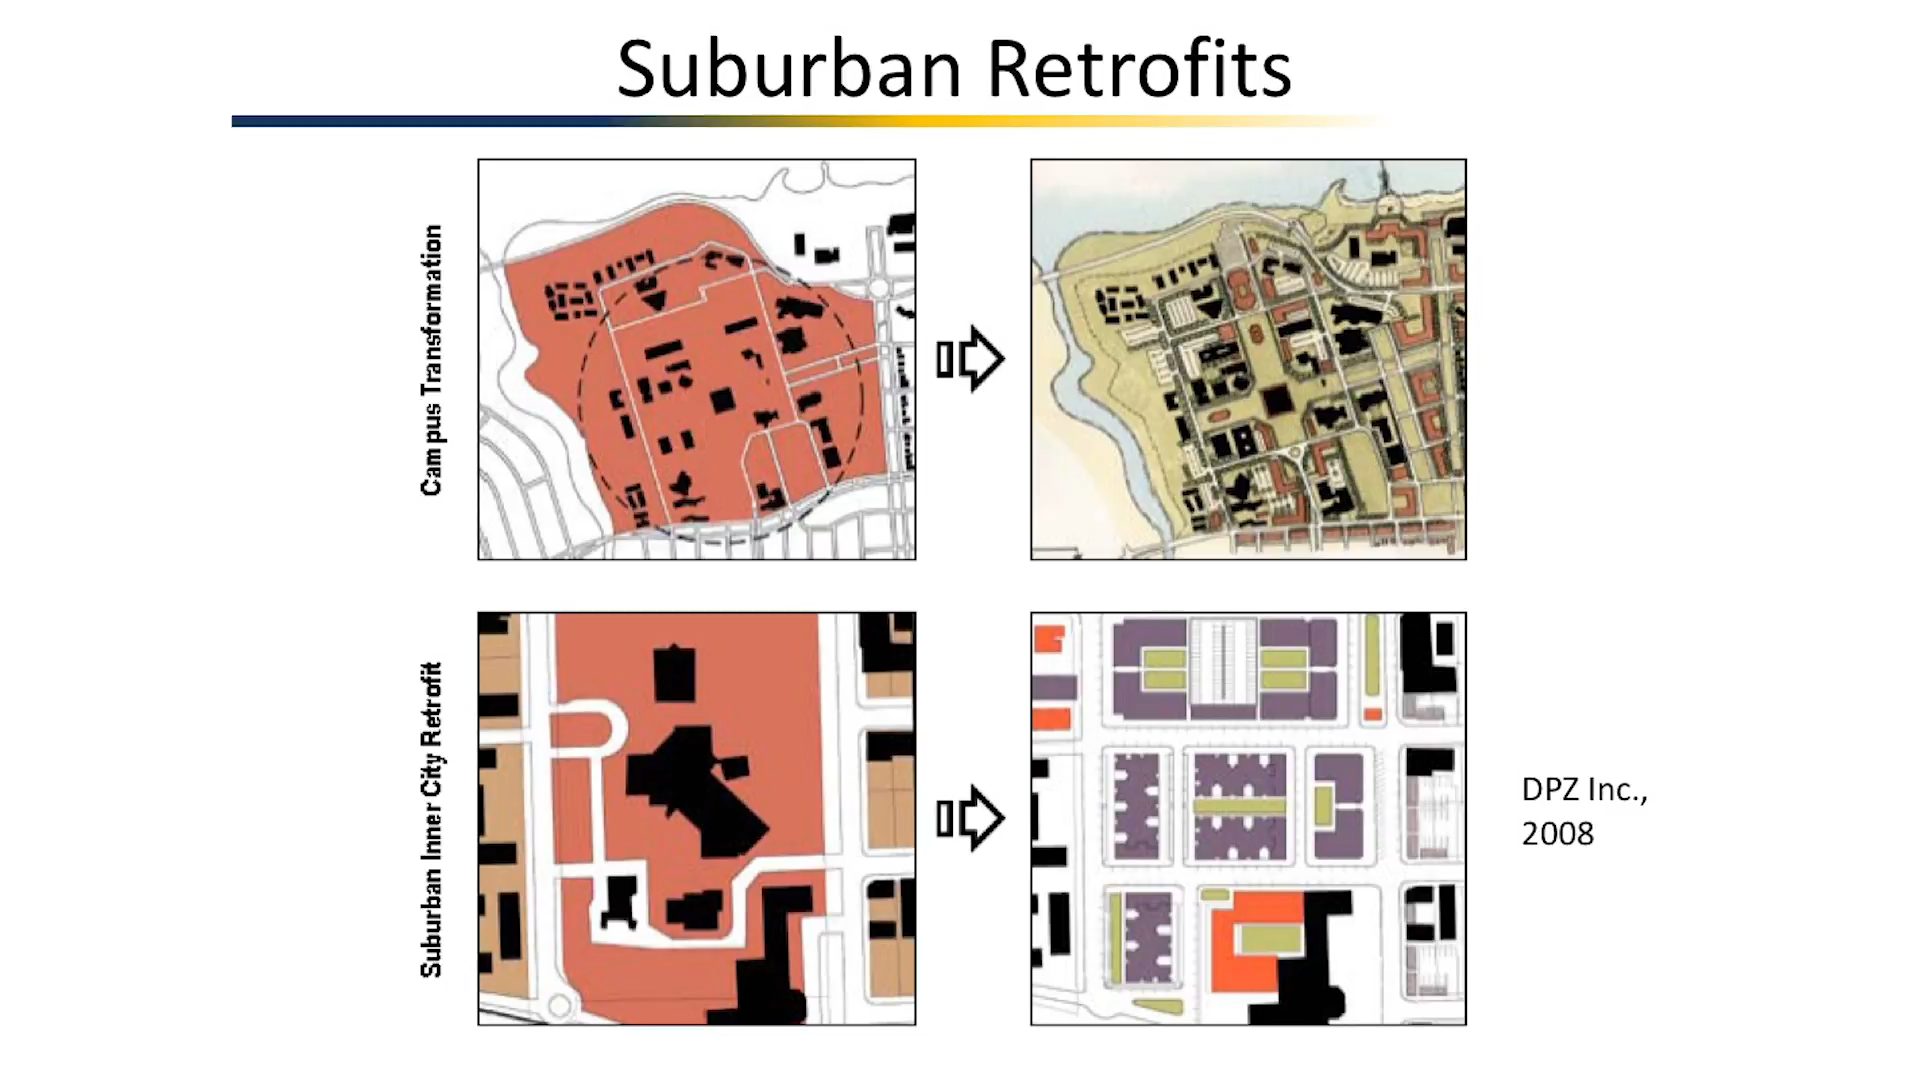 Suburban Retrofits
Campus Transformation
Suburban Inner City Retrofit
DPZ Inc.,
2008